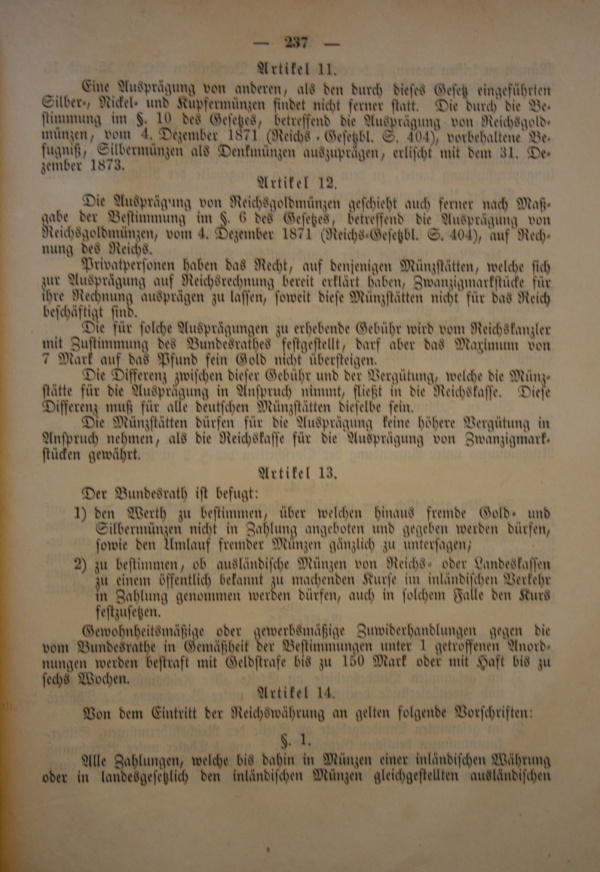 — 237 —
Artikel 11.
Eine Ausprägung von anderen, als den durch dieses Gesetz eingeführten
Silber-, Nickel- und Kupfermünzen findet nicht ferner statt. Die durch die Be-
stimmung im §. 10 des Gesetzes, betreffend die Ausprägung von Reichsgold-
münzen, vom 4. Dezember 1871 (Reichs-Gesetzbl. S. 404), vorbehaltene Be-
fugniß, Silbermünzen als Denkmünzen auszuprägen, erlischt mit dem 31. De-
zember 1873.
Artikel 12.
Die Ausprägung von Reichsgoldmünzen geschieht auch ferner nach Maß-
gabe der Bestimmung im §. 6 des Gesetzes, betreffend die Ausprägung von
Reichsgoldmünzen, vom 4. Dezember 1871 (Reichs-Gesetzbl. S. 404), auf Rech-
nung des Reichs.
Privatpersonen haben das Recht, auf denjenigen Münzstätten, welche sich
zur Ausprägung auf Reichsrechnung bereit erklärt haben, Zwanzigmarkstücke für
ihre Rechnung ausprägen zu lassen, soweit diese Münzstätten nicht für das Reich
beschäftigt sind.
Die für solche Ausprägungen zu erhebende Gebühr wird vom Reichskanzler
mit Zustimmung des Bundesrathes festgestellt, darf aber das Maximum von
7 Mark auf das Pfund fein Gold nicht übersteigen.
Die Differenz zwischen dieser Gebühr und der Vergütung, welche die Münz-
stätte für die Ausprägung in Anspruch nimmt, fließt in die Reichskasse. Diese
Differenz muß für alle deutschen Münzstätten dieselbe sein.
Die Münzstätten dürfen für die Ausprägung keine höhere Vergütung in
Anspruch nehmen, als die Reichskasse für die Ausprägung von Zwanzigmark-
stücken gewährt.
Artikel 13.
Der Bundesrath ist befugt:
1) den Werth zu bestimmen, über welchen hinaus fremde Gold- und
Silbermünzen nicht in Zahlung angeboten und gegeben werden dürfen,
sowie den Umlauf fremder Münzen gänzlich zu untersagen;
2) zu bestimmen, ob ausländische Münzen von Reichs- oder Landeskassen
zu einem öffentlich bekannt zu machenden Kurse im inländischen Verkehr
in Zahlung genommen werden dürfen, auch in solchem Falle den Kurs
festzusetzen.
Gewohnheitsmäßige oder gewerbsmäßige Zuwiderhandlungen gegen die
vom Bundesrathe in Gemäßheit der Bestimmungen unter 1 getroffenen Anord-
nungen werden bestraft mit Geldstrafe bis zu 150 Mark oder mit Haft bis zu
sechs Wochen.
Artikel 14.
Von dem Eintritt der Reichswährung an gelten folgende Vorschriften:
§. 1.
Alle Zahlungen, welche bis dahin in Münzen einer inländischen Währung
oder in landesgesetzlich den inländischen Münzen gleichgestellten ausländischen